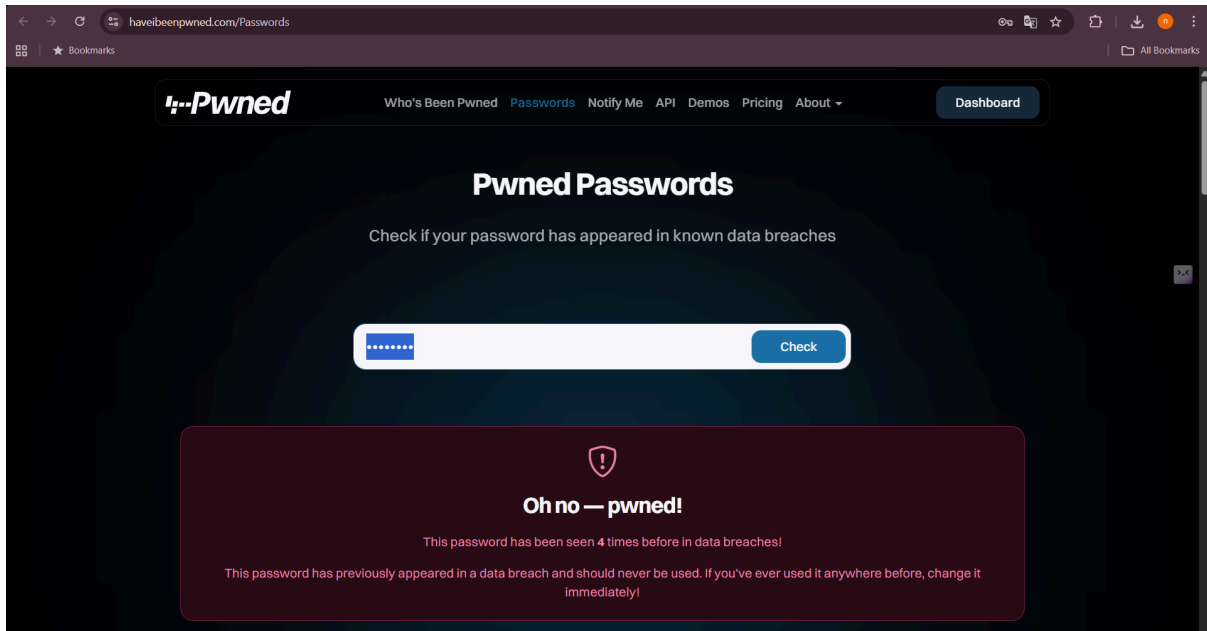 haveibeenpwned.com/Passwords
n
Bookmarks
All Bookmarks
Pwned
Who's Been Pwned Passwords Notify Me API Demos Pricing About
Dashboard
Pwned Passwords
Check if your password has appeared in known data breaches
••••••••
Check
Oh no — pwned!
This password has been seen 4 times before in data breaches!
This password has previously appeared in a data breach and should never be used. If you've ever used it anywhere before, change it
immediately!